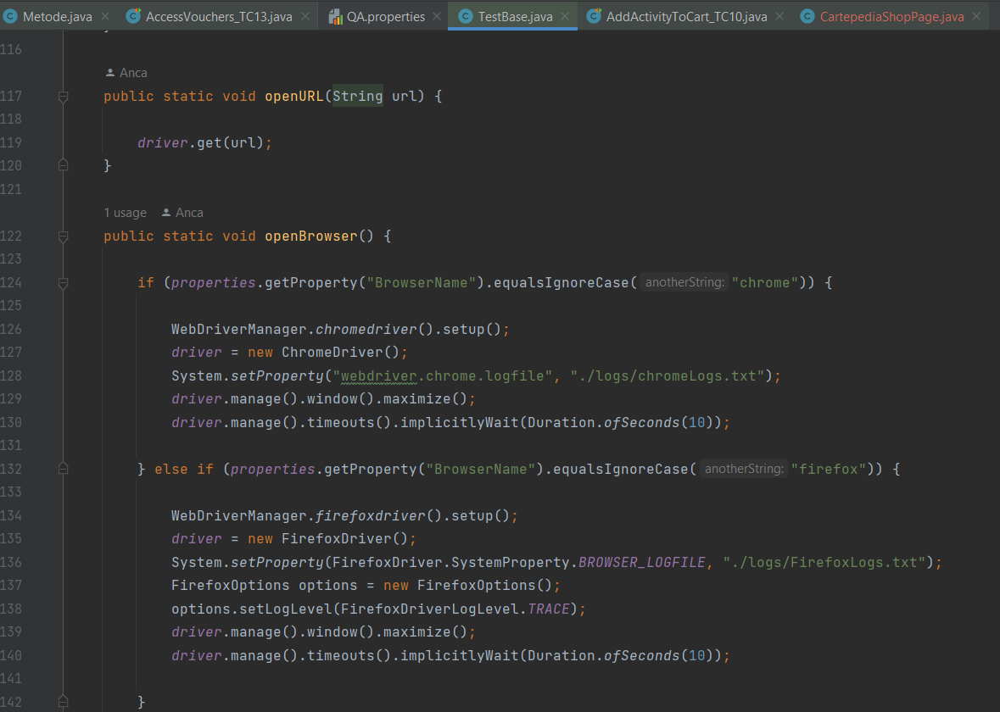 Metode.java AccessVouchers_TC13.java QA.properties TestBase.java AddActivityToCart_TC10.java CartepediaShopPage.java
116
Anca
117 public static void openURL(String url) {
118
119 driver.get(url);
120 }
121
1 usage Anca
122 public static void openBrowser() {
123
124 if (properties.getProperty("BrowserName").equalsIgnoreCase( anotherString: "chrome")) {
125
126 WebDriverManager.chromedriver().setup();
127 driver = new ChromeDriver();
128 System.setProperty("webdriver.chrome.logfile", "./logs/chromeLogs.txt");
129 driver.manage().window().maximize();
130 driver.manage().timeouts().implicitlyWait(Duration.ofSeconds(10));
131
132 } else if (properties.getProperty("BrowserName").equalsIgnoreCase( anotherString: "firefox")) {
133
134 WebDriverManager.firefoxdriver().setup();
135 driver = new FirefoxDriver();
136 System.setProperty(FirefoxDriver.SystemProperty.BROWSER_LOGFILE, "./logs/FirefoxLogs.txt");
137 FirefoxOptions options = new FirefoxOptions();
138 options.setLogLevel(FirefoxDriverLogLevel.TRACE);
139 driver.manage().window().maximize();
140 driver.manage().timeouts().implicitlyWait(Duration.ofSeconds(10));
141
142 }